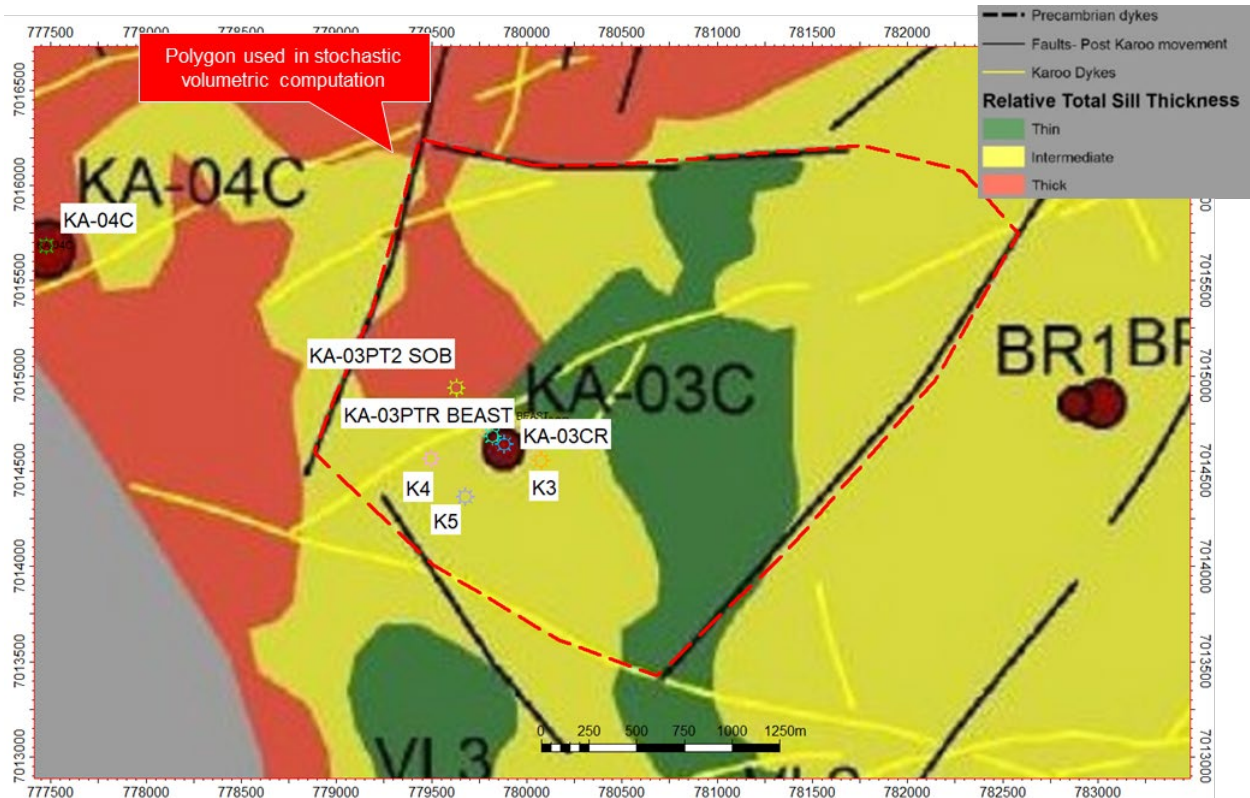 777500 778000 778500 779000 779500 780000 780500 781000 781500 782000
Precambrian dykes
Faults- Post Karoo movement
Karoo Dykes
Relative Total Sill Thickness
Thin
Intermediate
Thick
Polygon used in stochastic
volumetric computation
7016500
7016000
7015500
7015000
7014500
7014000
7013500
7013000
KA-04C
KA-04C
KA-03PT2 SOB
KA-03C
BR1
KA-03PTR BEAST
KA-03CR
K4
K3
K5
VL3
0 250 500 750 1000 1250m
7015500
7015000
7014500
7014000
7013500
7013000
777500 778000 778500 779000 779500 780000 780500 781000 781500 782000 782500 783000